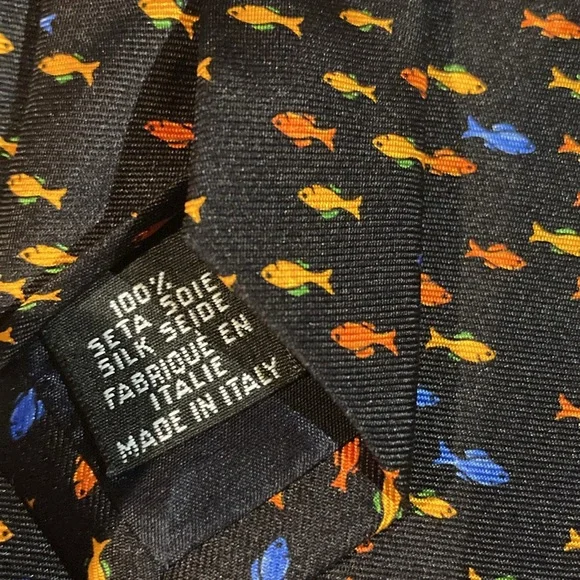 100%
SETA SOIE
SILK SEIDE
FABRIQUE EN
ITALIE
MADE IN ITALY